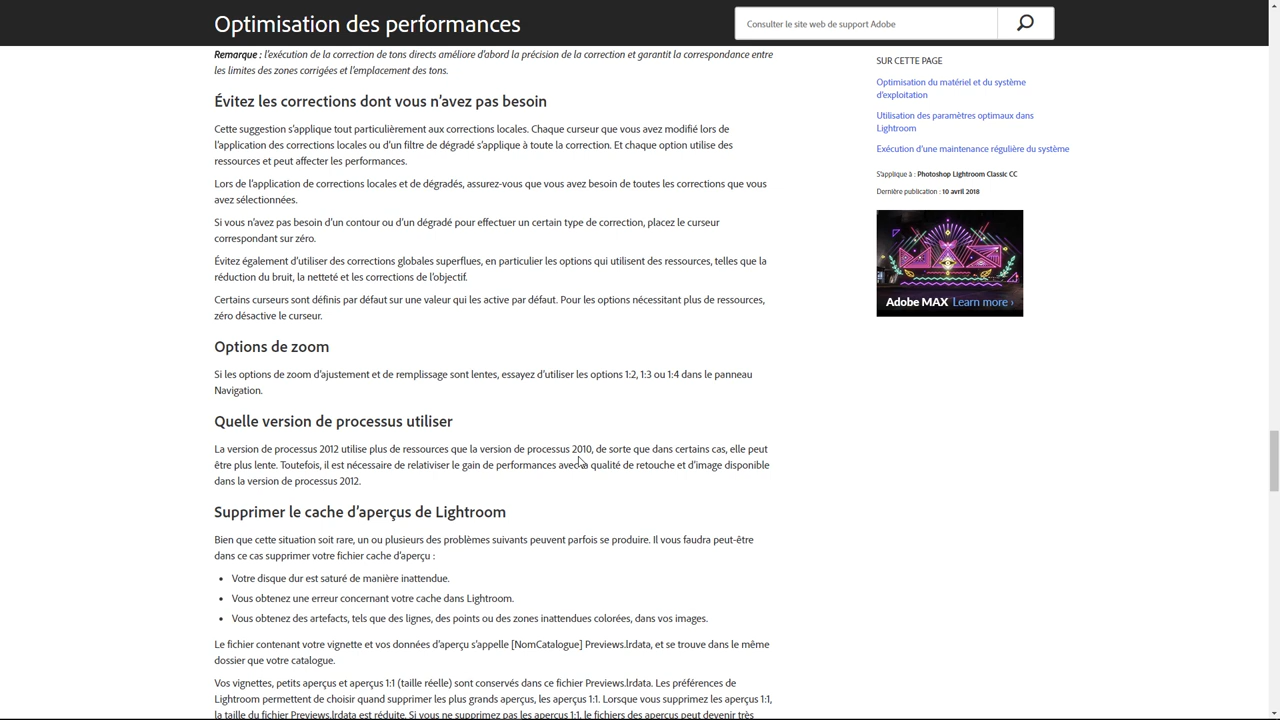 Optimisation des performances
Consulter le site web de support Adobe
Remarque : l'exécution de la correction de tons directs améliore d'abord la précision de la correction et garantit la correspondance entre
les limites des zones corrigées et l'emplacement des tons.
Évitez les corrections dont vous n'avez pas besoin
Cette suggestion s'applique tout particulièrement aux corrections locales. Chaque curseur que vous avez modifié lors de
l'application des corrections locales ou d'un filtre de dégradé s'applique à toute la correction. Et chaque option utilise des
ressources et peut affecter les performances.
Lors de l'application de corrections locales et de dégradés, assurez-vous que vous avez besoin de toutes les corrections que vous
avez sélectionnées.
Si vous n'avez pas besoin d'un contour ou d'un dégradé pour effectuer un certain type de correction, placez le curseur
correspondant sur zéro.
Évitez également d'utiliser des corrections globales superflues, en particulier les options qui utilisent des ressources, telles que la
réduction du bruit, la netteté et les corrections de l'objectif.
Certains curseurs sont définis par défaut sur une valeur qui les active par défaut. Pour les options nécessitant plus de ressources,
zéro désactive le curseur.
Options de zoom
Si les options de zoom d'ajustement et de remplissage sont lentes, essayez d'utiliser les options 1:2, 1:3 ou 1:4 dans le panneau
Navigation.
Quelle version de processus utiliser
La version de processus 2012 utilise plus de ressources que la version de processus 2010, de sorte que dans certains cas, elle peut
être plus lente. Toutefois, il est nécessaire de relativiser le gain de performances avec la qualité de retouche et d'image disponible
dans la version de processus 2012.
Supprimer le cache d'aperçus de Lightroom
Bien que cette situation soit rare, un ou plusieurs des problèmes suivants peuvent parfois se produire. Il vous faudra peut-être
dans ce cas supprimer votre fichier cache d'aperçu :
• Votre disque dur est saturé de manière inattendue.
• Vous obtenez une erreur concernant votre cache dans Lightroom.
• Vous obtenez des artefacts, tels que des lignes, des points ou des zones inattendues colorées, dans vos images.
Le fichier contenant votre vignette et vos données d'aperçu s'appelle [NomCatalogue] Previews.lrdata, et se trouve dans le même
dossier que votre catalogue.
Vos vignettes, petits aperçus et aperçus 1:1 (taille réelle) sont conservés dans ce fichier Previews.lrdata. Les préférences de
Lightroom permettent de choisir quand supprimer les plus grands aperçus, les aperçus 1:1. Lorsque vous supprimez les aperçus 1:1,
la taille du fichier Previews.lrdata est réduite. Si vous ne supprimez pas les aperçus 1:1, le fichiers des aperçus peut devenir très
SUR CETTE PAGE
Optimisation du matériel et du système
d'exploitation
Utilisation des paramètres optimaux dans
Lightroom
Exécution d'une maintenance régulière du système
S'applique à : Photoshop Lightroom Classic CC
Dernière publication : 10 avril 2018
Adobe MAX Learn more ›